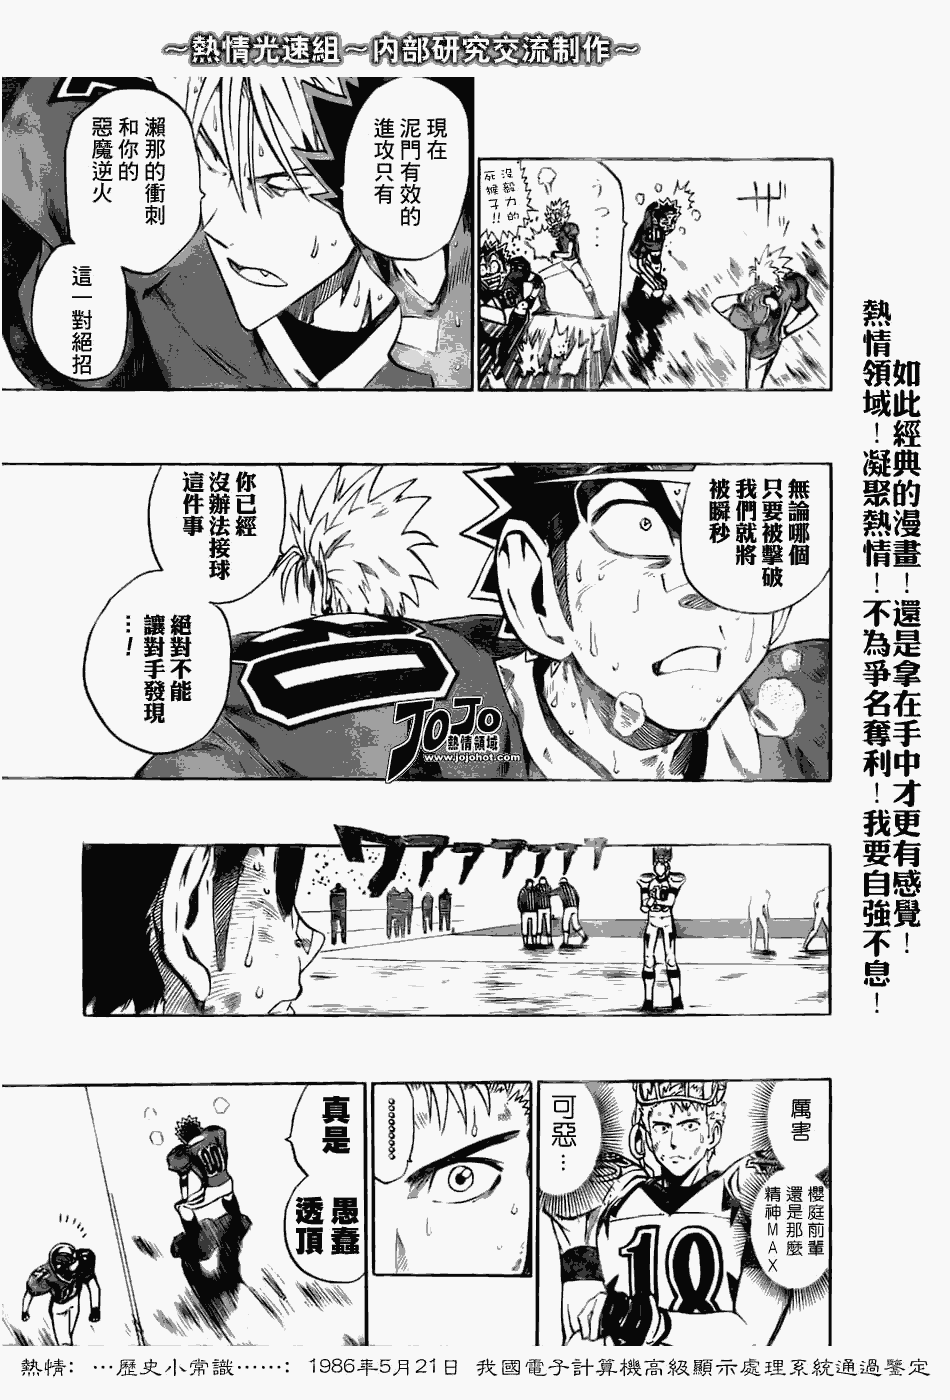 ～熱情光速組～內部研究交流制作～
沒毅力的
死猴子!!
…
現在
泥門有效的
進攻只有
瀨那的衝刺
和你的
惡魔逆火
這一對絕招
無論哪個
只要被擊破
我們就將
被瞬秒
你已經
沒辦法接球
這件事
絕對不能
讓對手發現
…！
JOJO
熱情領域
www.jojohot.com
ワァァァァァァ
厲害
櫻庭前輩
還是那麼
精神MAX
可惡…
18
………
真是
愚蠢
透頂
如此經典的漫畫！還是拿在手中才更有感覺！
熱情領域！凝聚熱情！不為爭名奪利！我要自強不息！
熱情：…歷史小常識……：1986年5月21日 我國電子計算機高級顯示處理系統通過鑒定